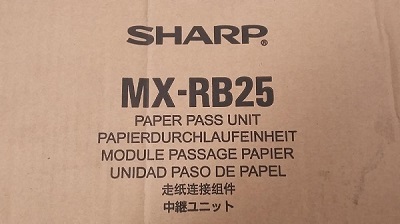 SHARP®
MX-RB25
PAPER PASS UNIT
PAPIERDURCHLAUFEINHEIT
MODULE PASSAGE PAPIER
UNIDAD PASO DE PAPEL
走纸连接组件
中継ユニット